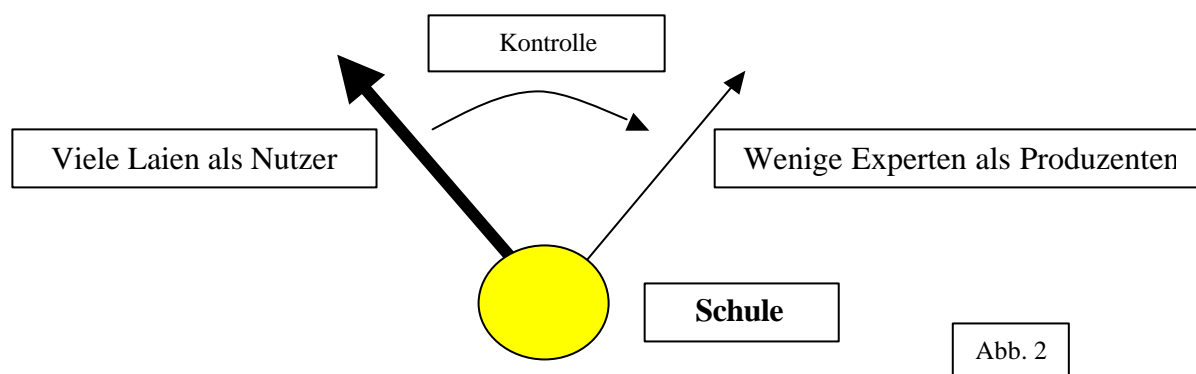 Kontrolle
Viele Laien als Nutzer
Wenige Experten als Produzenten
Schule
Abb. 2